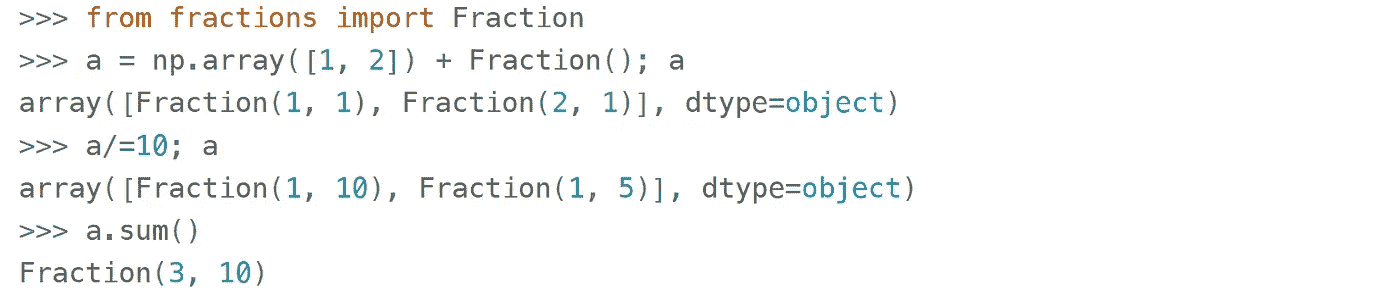 >>> from fractions import Fraction
>>> a = np.array([1, 2]) + Fraction(); a
array([Fraction(1, 1), Fraction(2, 1)], dtype=object)
>>> a/=10; a
array([Fraction(1, 10), Fraction(1, 5)], dtype=object)
>>> a.sum()
Fraction(3, 10)